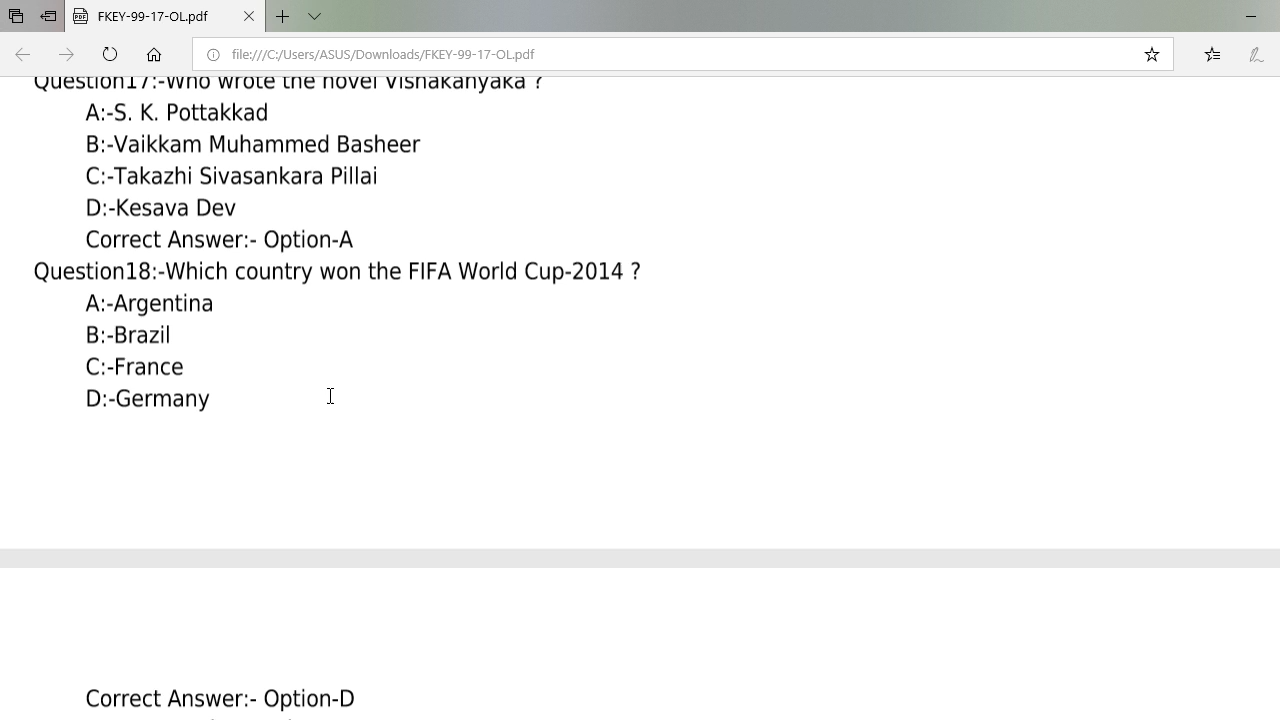 FKEY-99-17-OL.pdf
file:///C:/Users/ASUS/Downloads/FKEY-99-17-OL.pdf
Question17:-Who wrote the novel Vishakanyaka ?
A:-S. K. Pottakkad
B:-Vaikkam Muhammed Basheer
C:-Takazhi Sivasankara Pillai
D:-Kesava Dev
Correct Answer:- Option-A
Question18:-Which country won the FIFA World Cup-2014 ?
A:-Argentina
B:-Brazil
C:-France
D:-Germany
Correct Answer:- Option-D